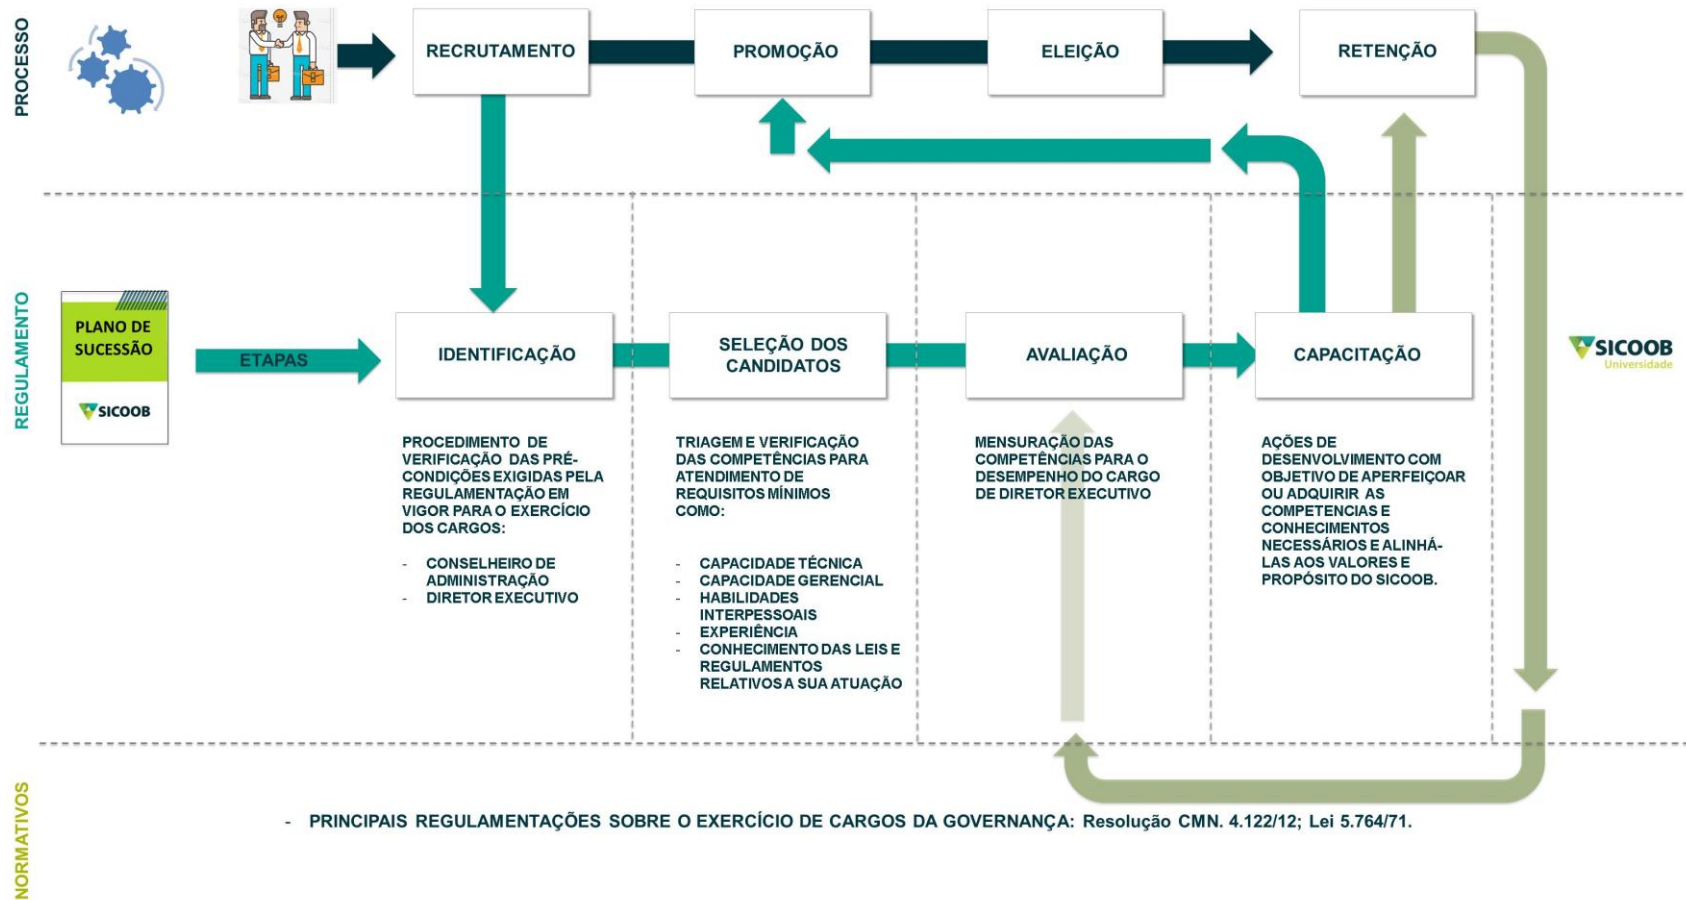 PROCESSO
RECRUTAMENTO
PROMOÇÃO
ELEIÇÃO
RETENÇÃO
REGULAMENTO
PLANO DE
SUCESSÃO
SICOOB
ETAPAS
IDENTIFICAÇÃO
SELEÇÃO DOS
CANDIDATOS
AVALIAÇÃO
CAPACITAÇÃO
SICOOB
Universidade
PROCEDIMENTO DE
VERIFICAÇÃO DAS PRÉ-
CONDIÇÕES EXIGIDAS PELA
REGULAMENTAÇÃO EM
VIGOR PARA O EXERCÍCIO
DOS CARGOS:
- CONSELHEIRO DE
ADMINISTRAÇÃO
- DIRETOR EXECUTIVO
TRIAGEM E VERIFICAÇÃO
DAS COMPETÊNCIAS PARA
ATENDIMENTO DE
REQUISITOS MÍNIMOS
COMO:
- CAPACIDADE TÉCNICA
- CAPACIDADE GERENCIAL
- HABILIDADES
INTERPESSOAIS
- EXPERIÊNCIA
- CONHECIMENTO DAS LEIS E
REGULAMENTOS
RELATIVOS A SUA ATUAÇÃO
MENSURAÇÃO DAS
COMPETÊNCIAS PARA O
DESEMPENHO DO CARGO
DE DIRETOR EXECUTIVO
AÇÕES DE
DESENVOLVIMENTO COM
OBJETIVO DE APERFEIÇOAR
OU ADQUIRIR AS
COMPETENCIAS E
CONHECIMENTOS
NECESSÁRIOS E ALINHÁ-
LAS AOS VALORES E
PROPÓSITO DO SICOOB.
NORMATIVOS
- PRINCIPAIS REGULAMENTAÇÕES SOBRE O EXERCÍCIO DE CARGOS DA GOVERNANÇA: Resolução CMN. 4.122/12; Lei 5.764/71.